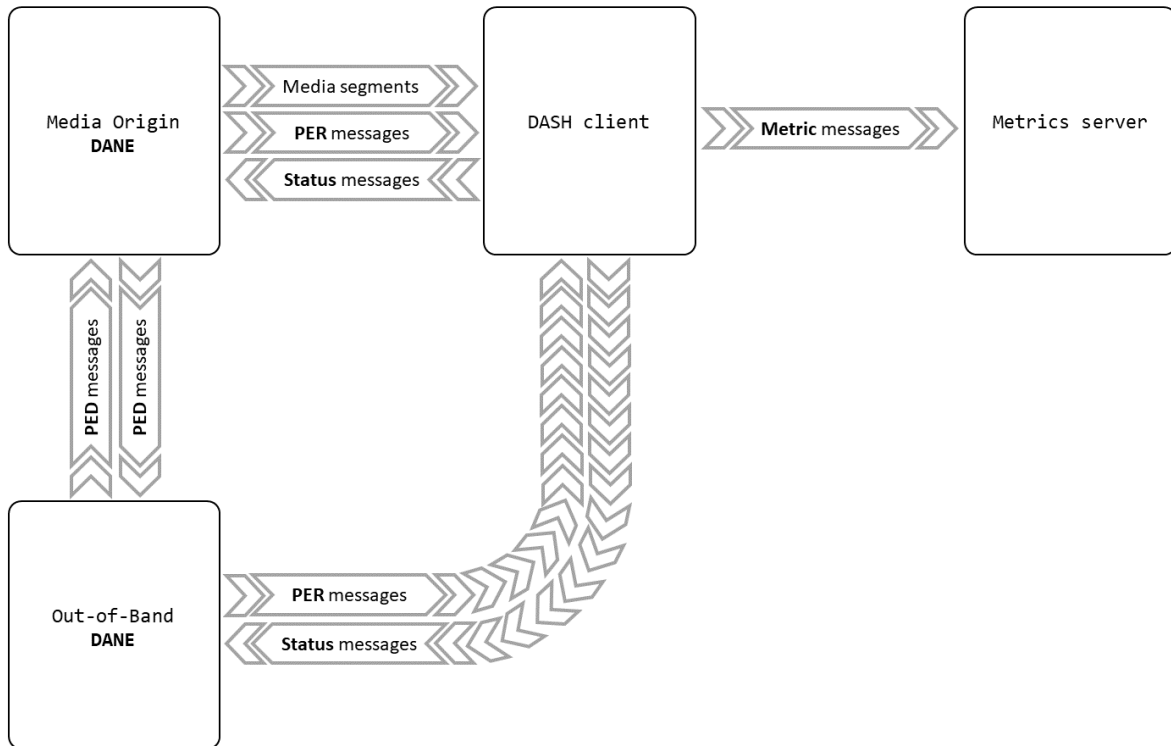 Media Origin
DANE
Media segments
PER messages
Status messages
DASH client
Metric messages
Metrics server
PED messages
PED messages
Out-of-Band
DANE
PER messages
Status messages